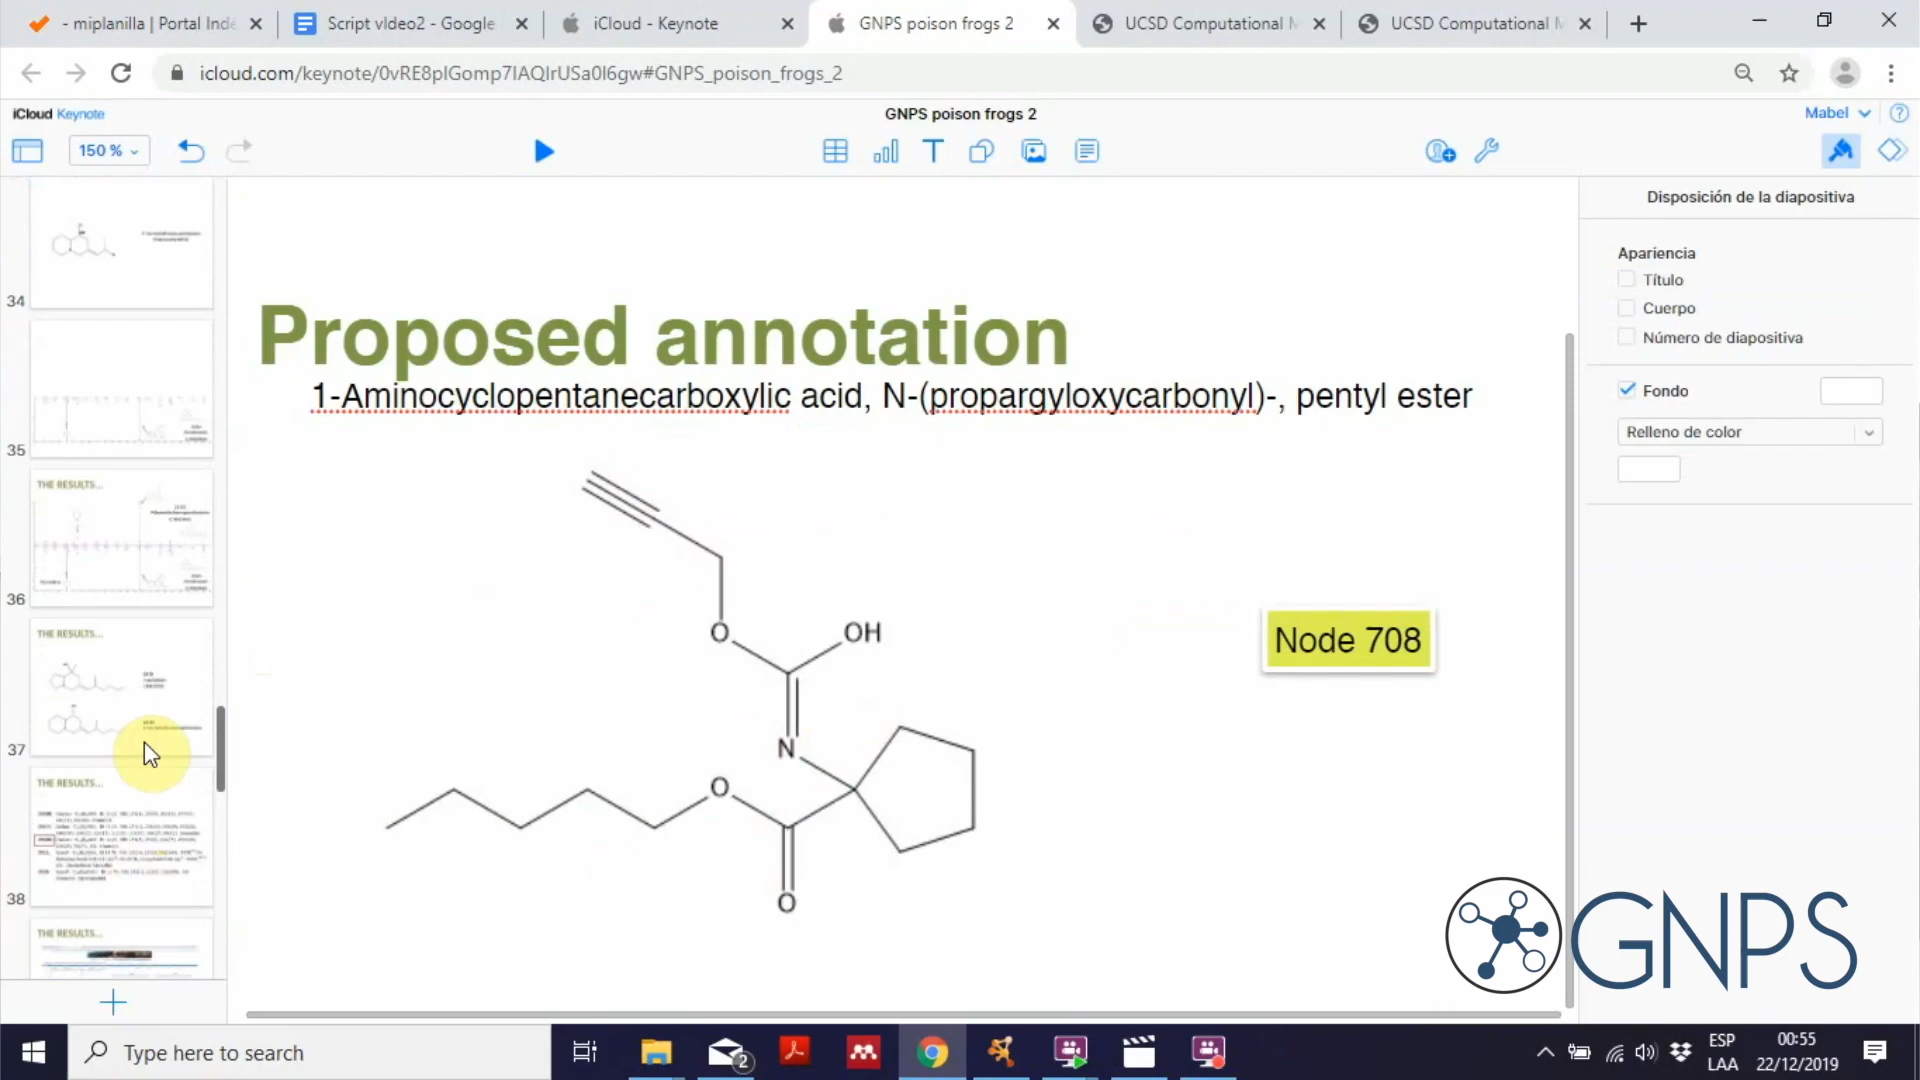 - miplanilla | Portal Inde
Script vIdeo2 - Google
iCloud - Keynote
GNPS poison frogs 2
UCSD Computational M
UCSD Computational M
icloud.com/keynote/0vRE8pIGomp7IAQIrUSa0I6gw#GNPS_poison_frogs_2
iCloud Keynote
GNPS poison frogs 2
Mabel
150 %
34
35
THE RESULTS...
36
THE RESULTS...
37
THE RESULTS...
38
THE RESULTS...
Proposed annotation
1-Aminocyclopentanecarboxylic acid, N-(propargyloxycarbonyl)-, pentyl ester
O
OH
N
O
O
Node 708
GNPS
Disposición de la diapositiva
Apariencia
Título
Cuerpo
Número de diapositiva
Fondo
Relleno de color
Type here to search
2
ESP
LAA
00:55
22/12/2019